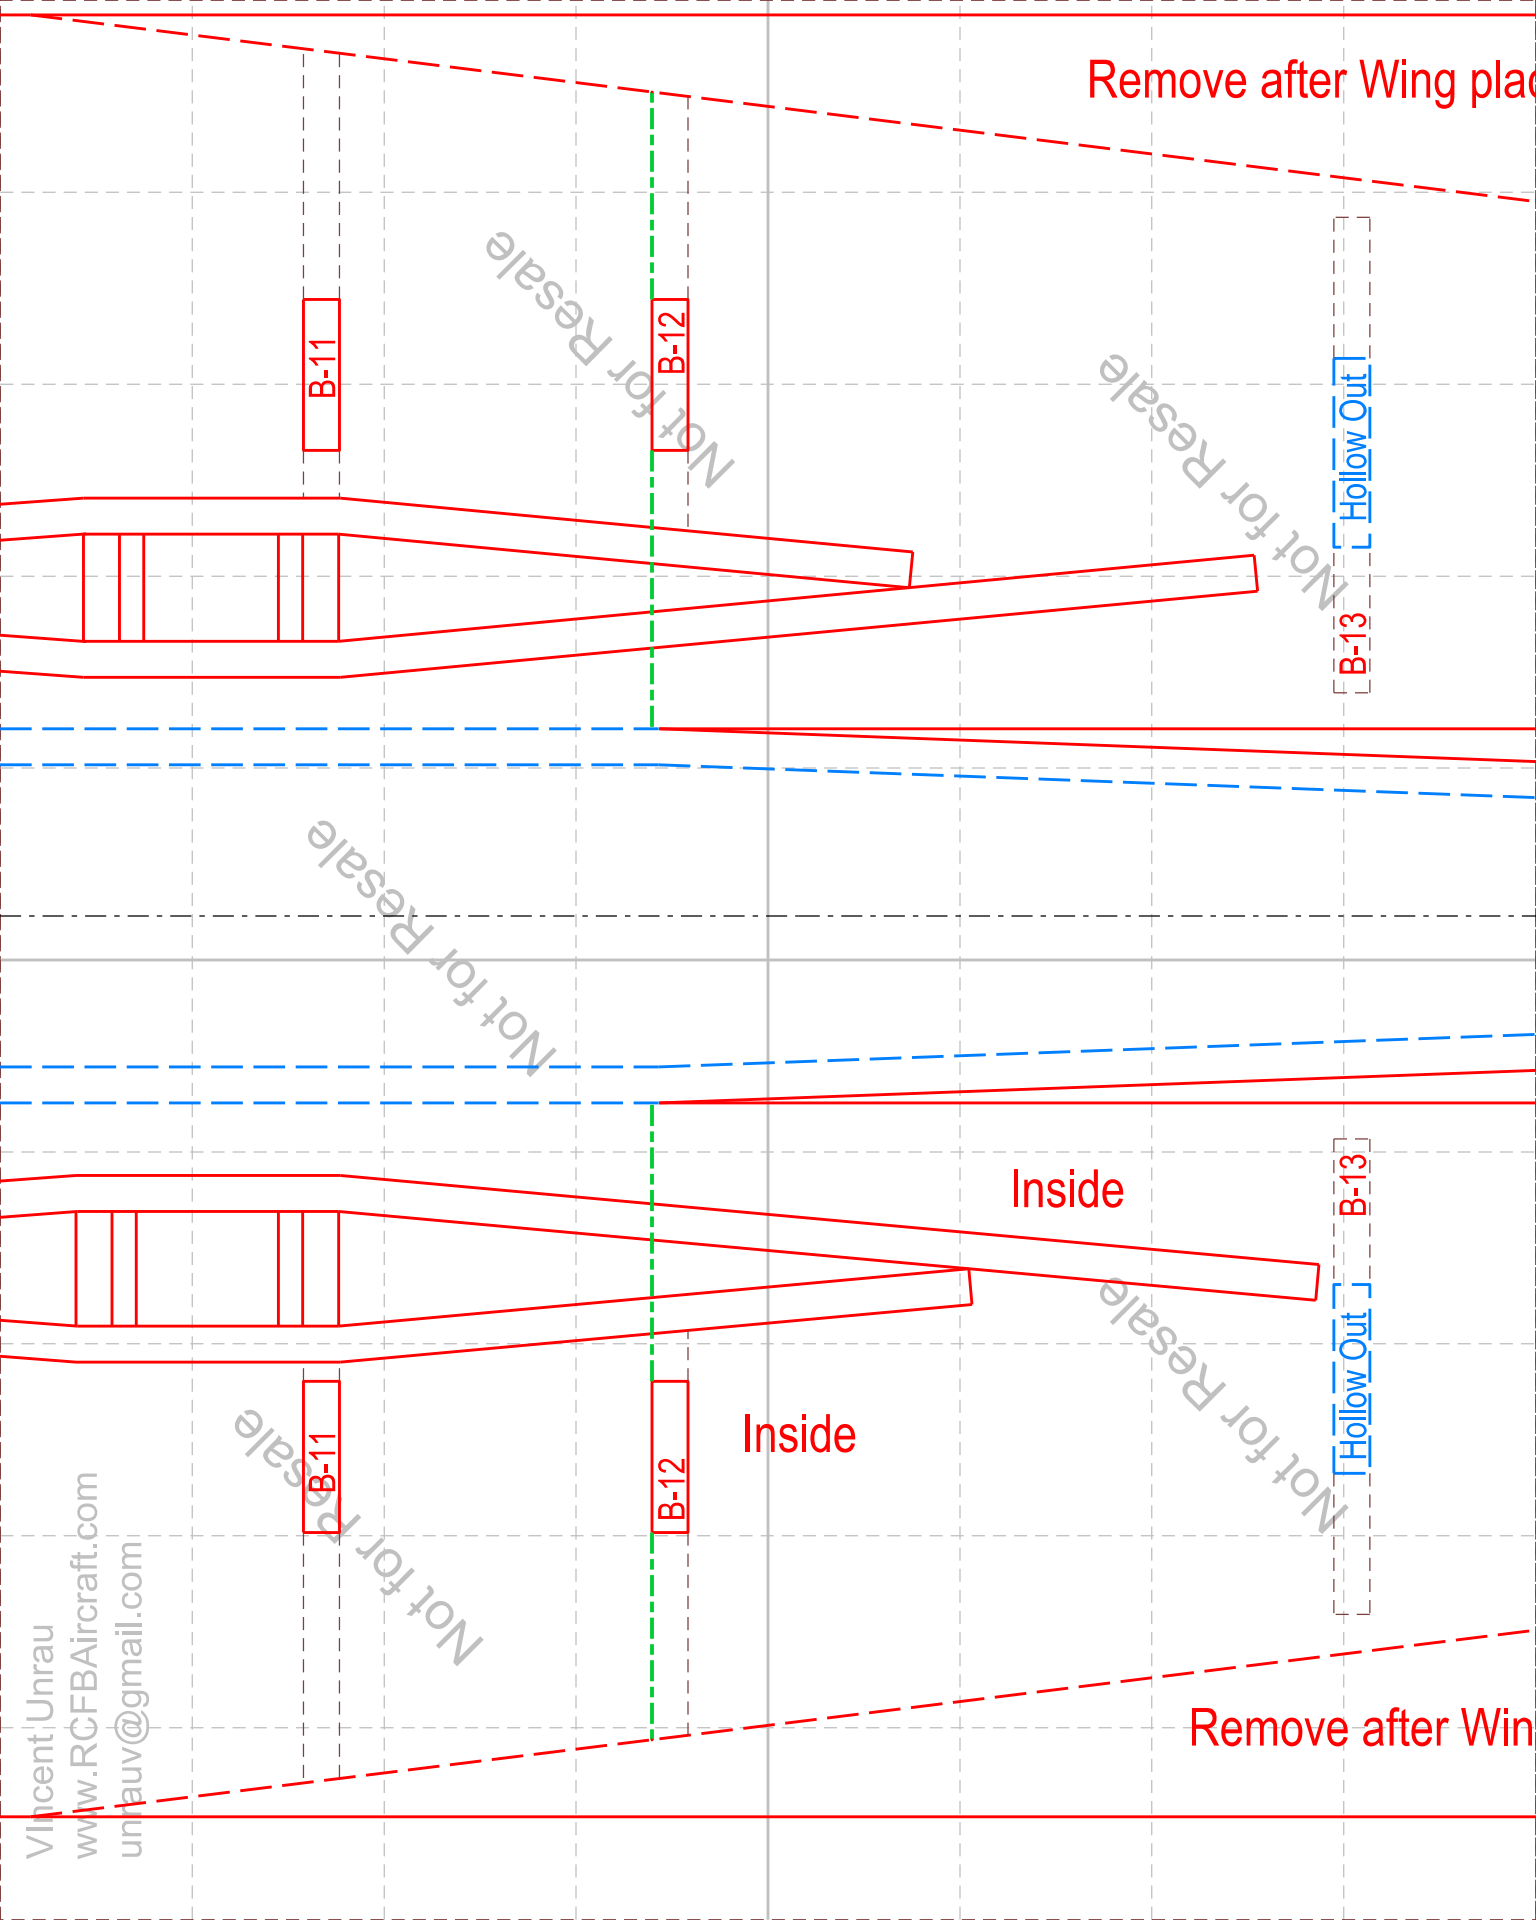 Remove after Wing plac
Not for Resale
B-11
B-12
Not for Resale
Hollow Out
B-13
Not for Resale
Inside
B-13
Not for Resale
Hollow Out
Inside
B-11
B-12
Not for Resale
Remove after Win
VIncent Unrau
www.RCFBAircraft.com
unrauv@gmail.com